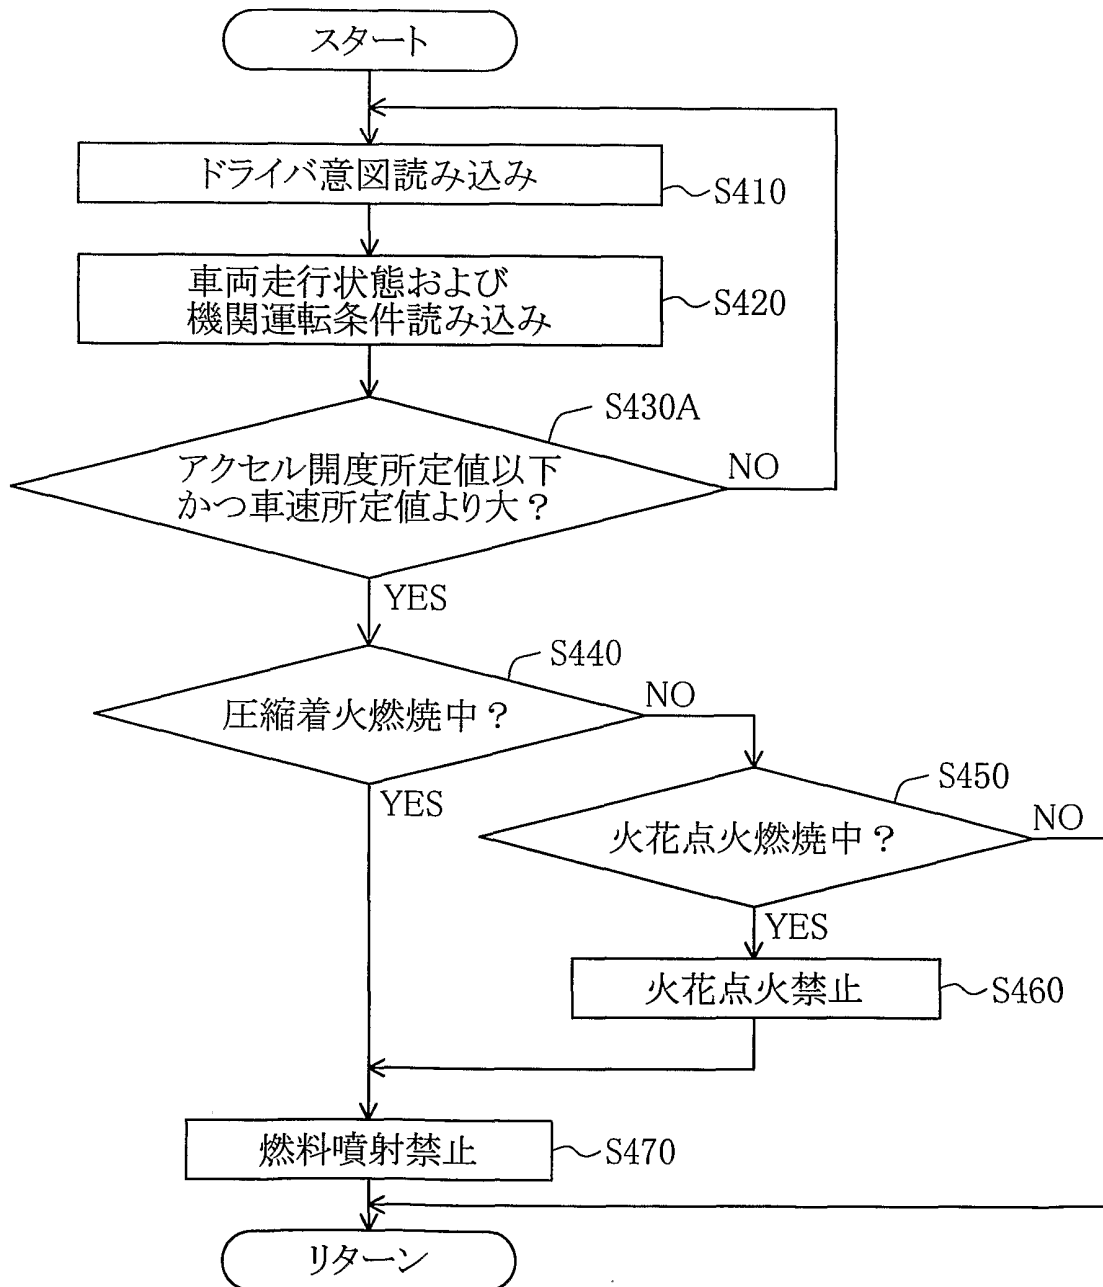 スタート
ドライバ意図読み込み
S410
車両走行状態および
機関運転条件読み込み
S420
S430A
アクセル開度所定値以下
かつ車速所定値より大？
NO
YES
S440
圧縮着火燃焼中？
NO
YES
S450
火花点火燃焼中？
NO
YES
火花点火禁止
S460
燃料噴射禁止
S470
リターン